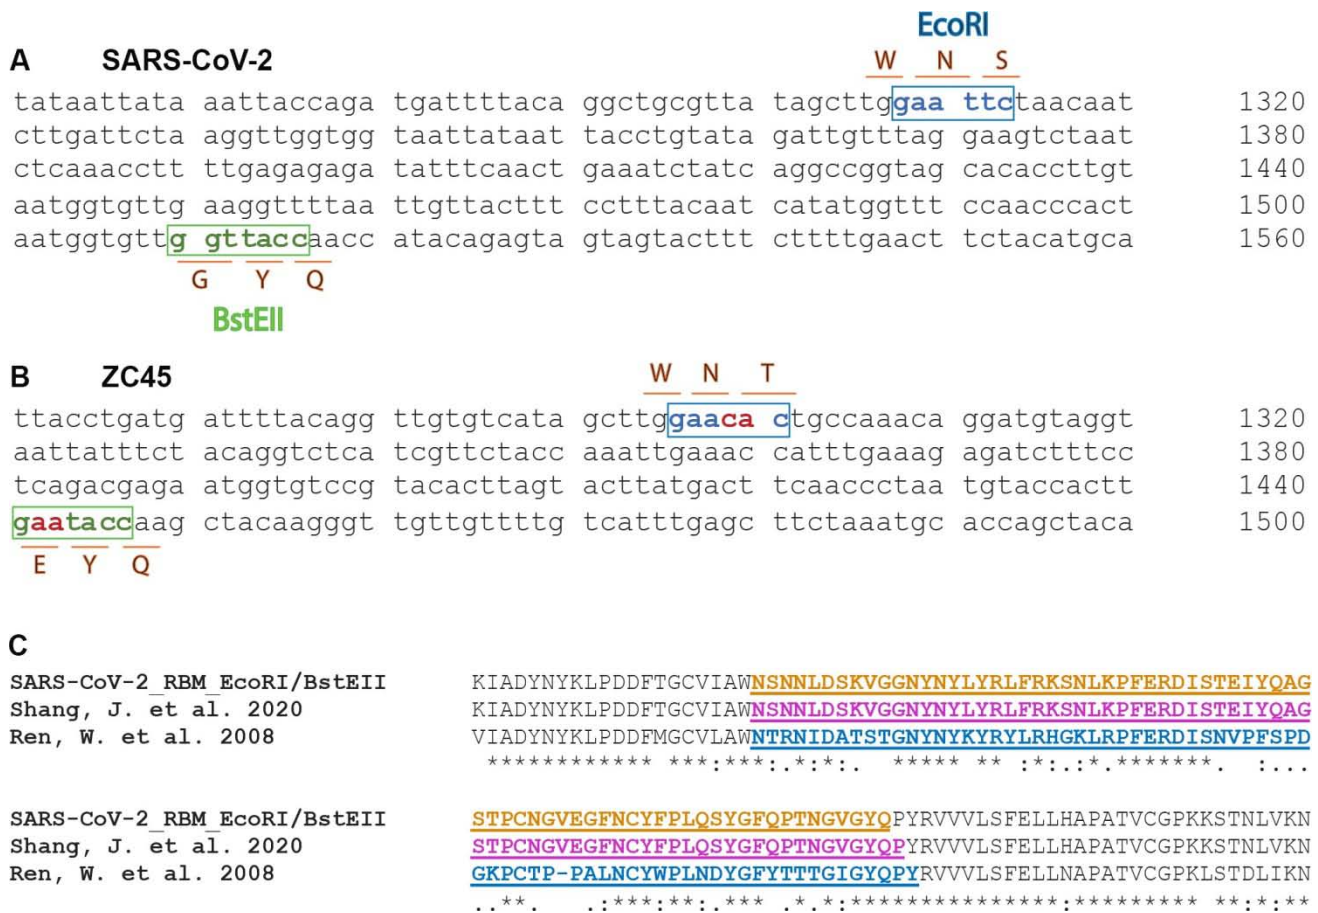 EcoRI
A SARS-CoV-2
W N S
tataattata aattaccaga tgattttaca ggctgcgtta tagcttggaa ttctaacaat 1320
cttgattcta aggttggtgg taattataat tacctgtata gattgtttag gaagtctaat 1380
ctcaaacctt ttgagagaga tatttcaact gaaatctatc aggccggtag cacaccttgt 1440
aatggtgttg aaggttttaa ttgttacttt cctttacaat catatggttt ccaacccact 1500
aatggtgttg gttaccaacc atacagagta gtagtacttt cttttgaact tctacatgca 1560
G Y Q
BstEII
B ZC45
W N T
ttacctgatg attttacagg ttgtgtcata gcttggaaca ctgccaaaca ggatgtaggt 1320
aattatttct acaggtctca tcgttctacc aaattgaaac catttgaaag agatctttcc 1380
tcagacgaga atggtgtccg tacacttagt acttatgact tcaaccctaa tgtaccactt 1440
gaataccaag ctacaagggt tgttgttttg tcatttgagc ttctaaatgc accagctaca 1500
E Y Q
C
SARS-CoV-2_RBM_EcoRI/BstEII KIADYNYKLPDDFTGCVIAWNSNNLDSKVGGNYNYLYRLFRKSNLKPFERDISTEIYQAG
Shang, J. et al. 2020 KIADYNYKLPDDFTGCVIAWNSNNLDSKVGGNYNYLYRLFRKSNLKPFERDISTEIYQAG
Ren, W. et al. 2008 VIADYNYKLPDDFMGCVLAWNTRNIDATSTGNYNYKYRYLRHGKLRPFERDISNVPFSPD
************ ***:***:.*:*:. ***** ** :*:.:*.*******. :...
SARS-CoV-2_RBM_EcoRI/BstEII STPCNGVEGFNCYFPLQSYGFQPTNGVGYQPYRVVVLSFELLHAPATVCGPKKSTNLVKN
Shang, J. et al. 2020 STPCNGVEGFNCYFPLQSYGFQPTNGVGYQPYRVVVLSFELLHAPATVCGPKKSTNLVKN
Ren, W. et al. 2008 GKPCTP-PALNCYWPLNDYGFYTTTGIGYQPYRVVVLSFELLNAPATVCGPKLSTDLIKN
..**. .:***:**:.*** .*.*:***************:********* **:*:**